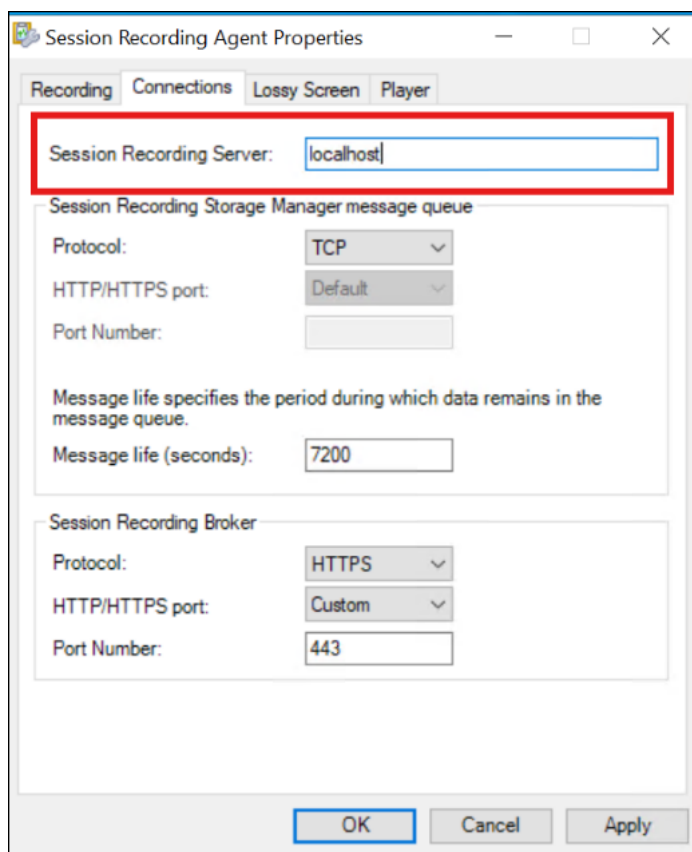 Session Recording Agent Properties
Recording Connections Lossy Screen Player
Session Recording Server: localhost
Session Recording Storage Manager message queue
Protocol: TCP
HTTP/HTTPS port: Default
Port Number:
Message life specifies the period during which data remains in the
message queue.
Message life (seconds): 7200
Session Recording Broker
Protocol: HTTPS
HTTP/HTTPS port: Custom
Port Number: 443
OK Cancel Apply